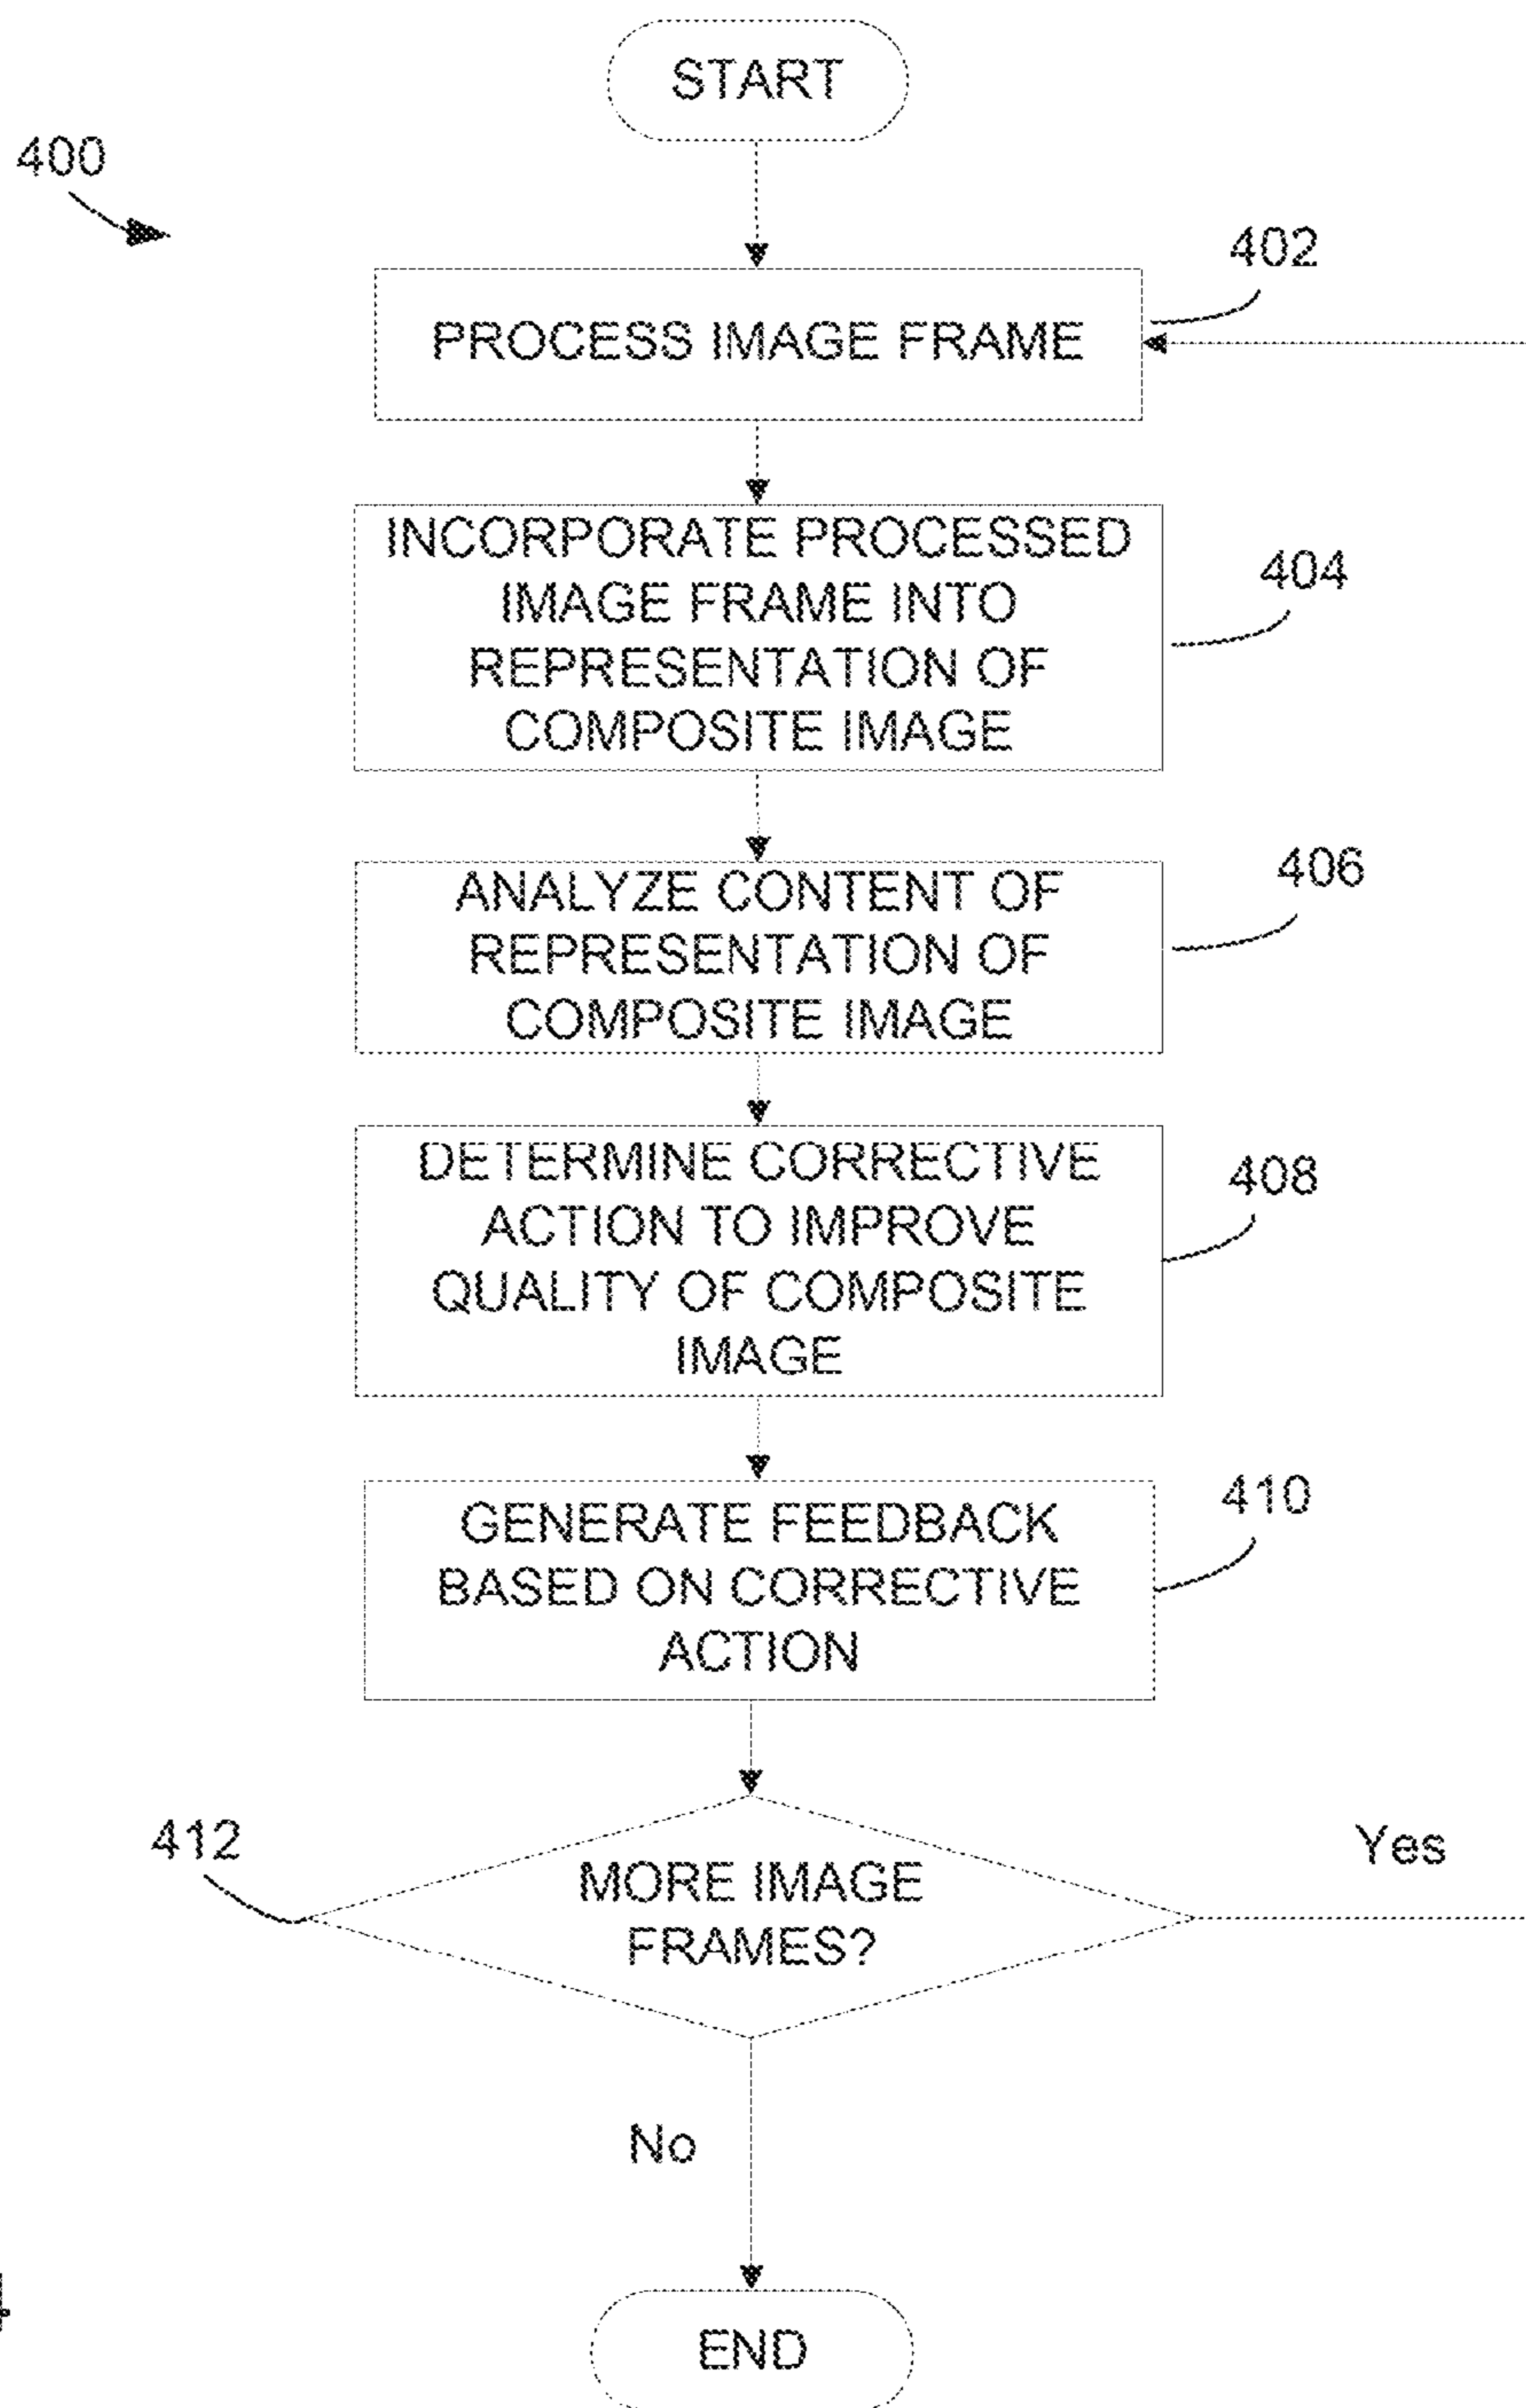 START
400
402
PROCESS IMAGE FRAME
INCORPORATE PROCESSED
IMAGE FRAME INTO
REPRESENTATION OF
COMPOSITE IMAGE
404
ANALYZE CONTENT OF
REPRESENTATION OF
COMPOSITE IMAGE
406
DETERMINE CORRECTIVE
ACTION TO IMPROVE
QUALITY OF COMPOSITE
IMAGE
408
GENERATE FEEDBACK
BASED ON CORRECTIVE
ACTION
410
412
MORE IMAGE
FRAMES?
Yes
No
END